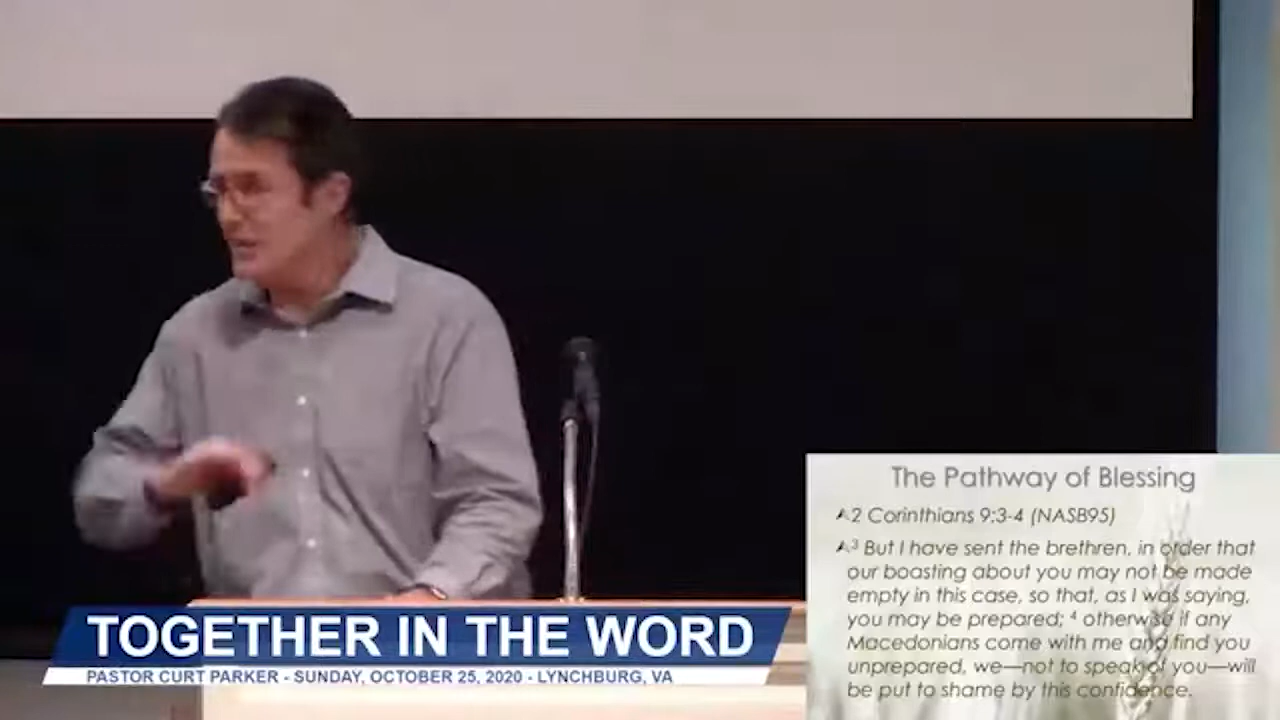 TOGETHER IN THE WORD
PASTOR CURT PARKER - SUNDAY, OCTOBER 25, 2020 - LYNCHBURG, VA
The Pathway of Blessing
2 Corinthians 9:3-4 (NASB95)
3 But I have sent the brethren, in order that
our boasting about you may not be made
empty in this case, so that, as I was saying,
you may be prepared; 4 otherwise if any
Macedonians come with me and find you
unprepared, we—not to speak of you—will
be put to shame by this confidence.